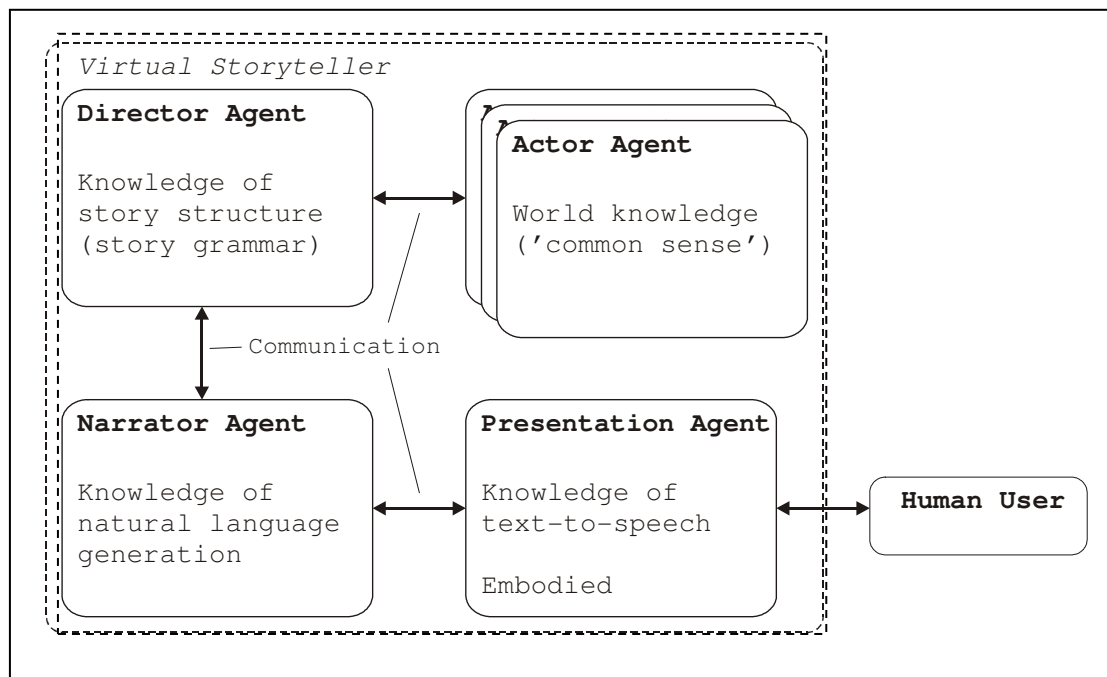 Virtual Storyteller
Director Agent
Knowledge of
story structure
(story grammar)
Actor Agent
World knowledge
(’common sense’)
Communication
Narrator Agent
Knowledge of
natural language
generation
Presentation Agent
Knowledge of
text-to-speech
Embodied
Human User